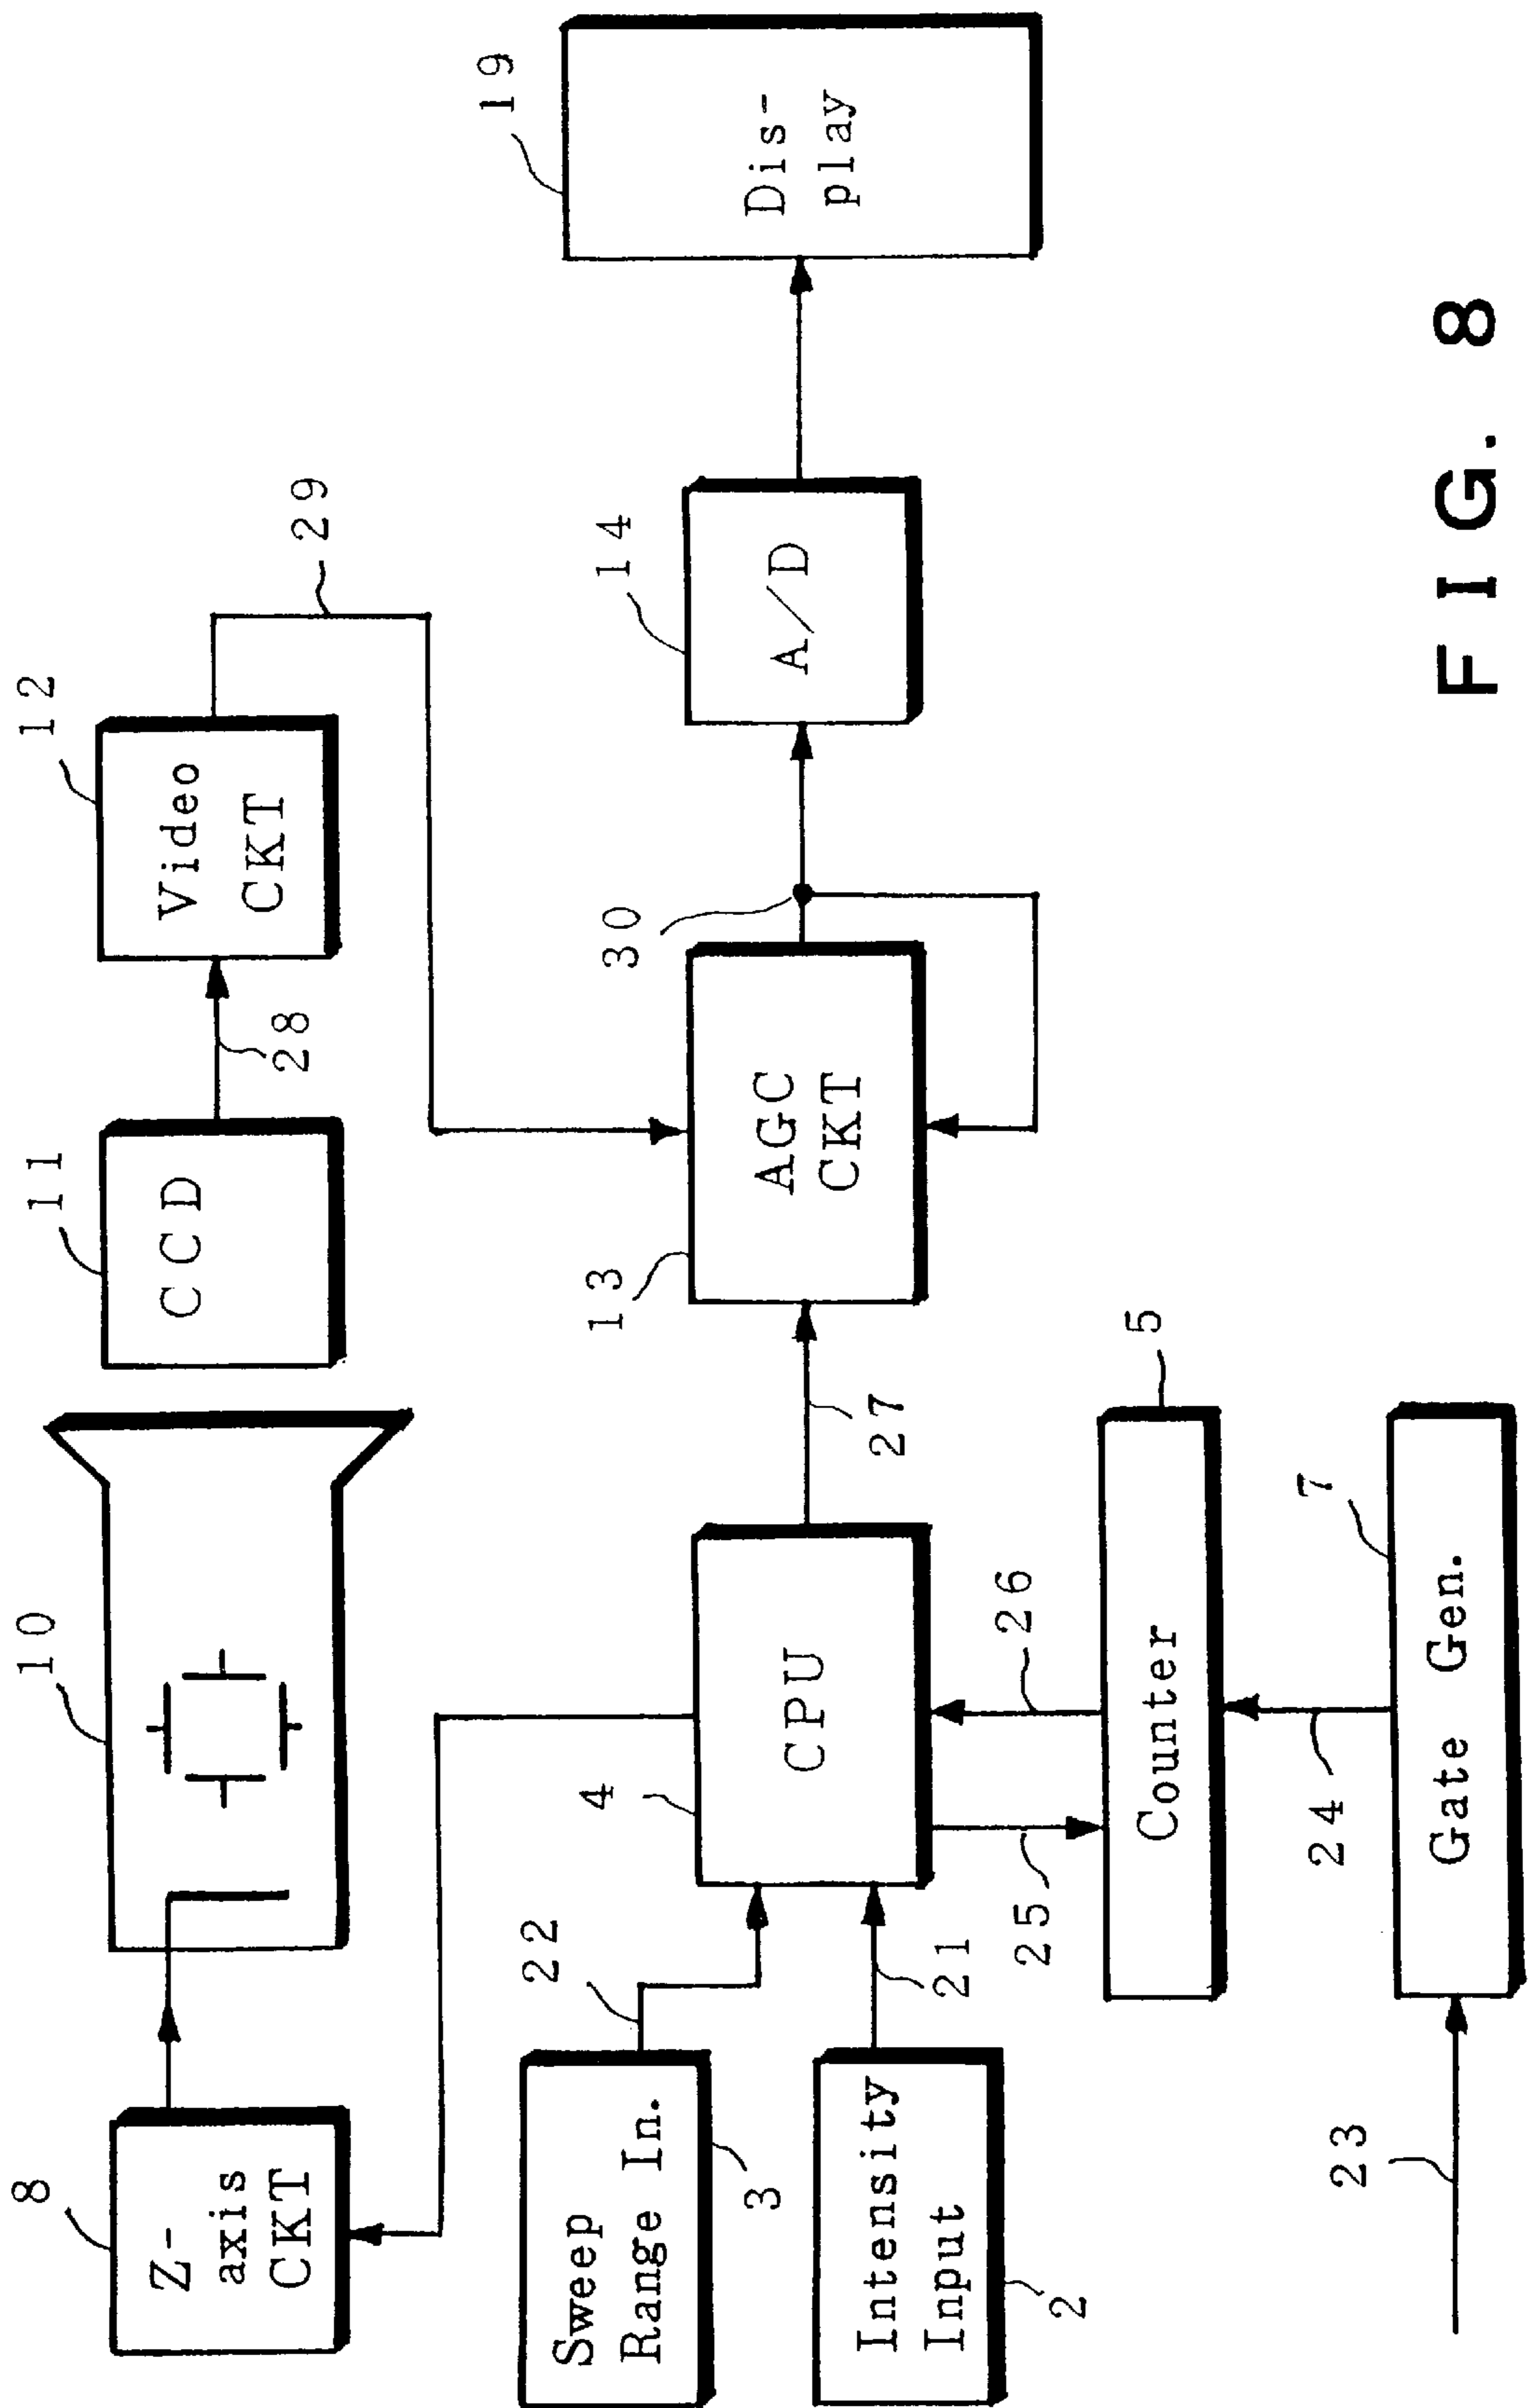 8
Z-
axis
CKT
10
11
CCD
28
12
Video
CKT
29
22
Sweep
Range In.
3
Intensity
Input
2
21
4
CPU
25
26
27
13
AGC
CKT
30
14
A/D
19
Dis-
play
5
Counter
24
7
Gate Gen.
23
FIG. 8